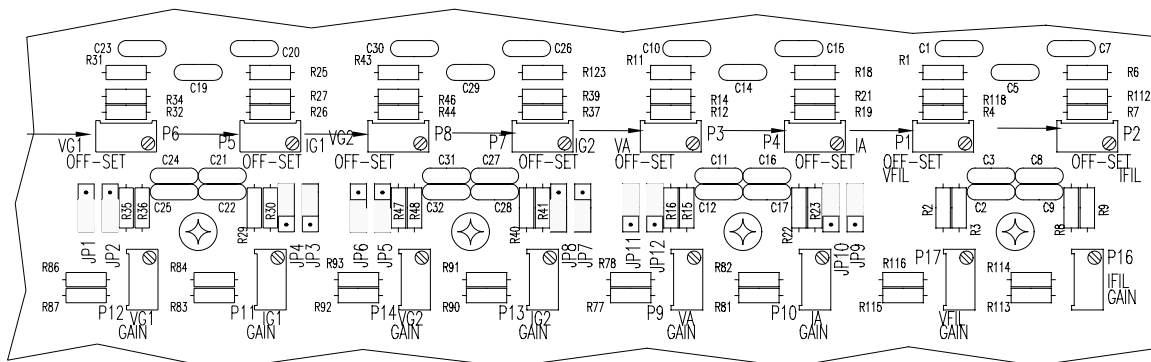 C23 C20 C30 C26 C10 C15 C1 C7
R31 C19 R25 R43 C29 R123 R11 C14 R18 R1 C5 R6
R34 R27 R46 R39 R14 R21 R118 R112
R32 R26 R44 R37 R12 R19 R4 R7
VG1 P6 P5 IG1 VG2 P8 P7 IG2 VA P3 P4 IA P1 P2
OFF-SET OFF-SET OFF-SET OFF-SET OFF-SET OFF-SET OFF-SET OFF-SET
VFIL IFIL
C24 C21 C31 C27 C11 C16 C3 C8
C25 C22 C32 C28 C12 C17 C2 C9
R35 R36 R29 R30 R47 R48 R40 R41 R16 R15 R22 R23 R2 R3 R8 R9
JP1 JP2 JP4 JP3 JP6 JP5 JP8 JP7 JP11 JP12 JP10 JP9
R86 R84 R93 R91 R78 R82 R116 P17 R114 P16
R87 R83 R92 R90 R77 R81 R115 R113
IFIL
GAIN
P12 P11 P14 P13 P9 P10
VG1 IG1 VG2 IG2 VA IA VFIL
GAIN GAIN GAIN GAIN GAIN GAIN GAIN